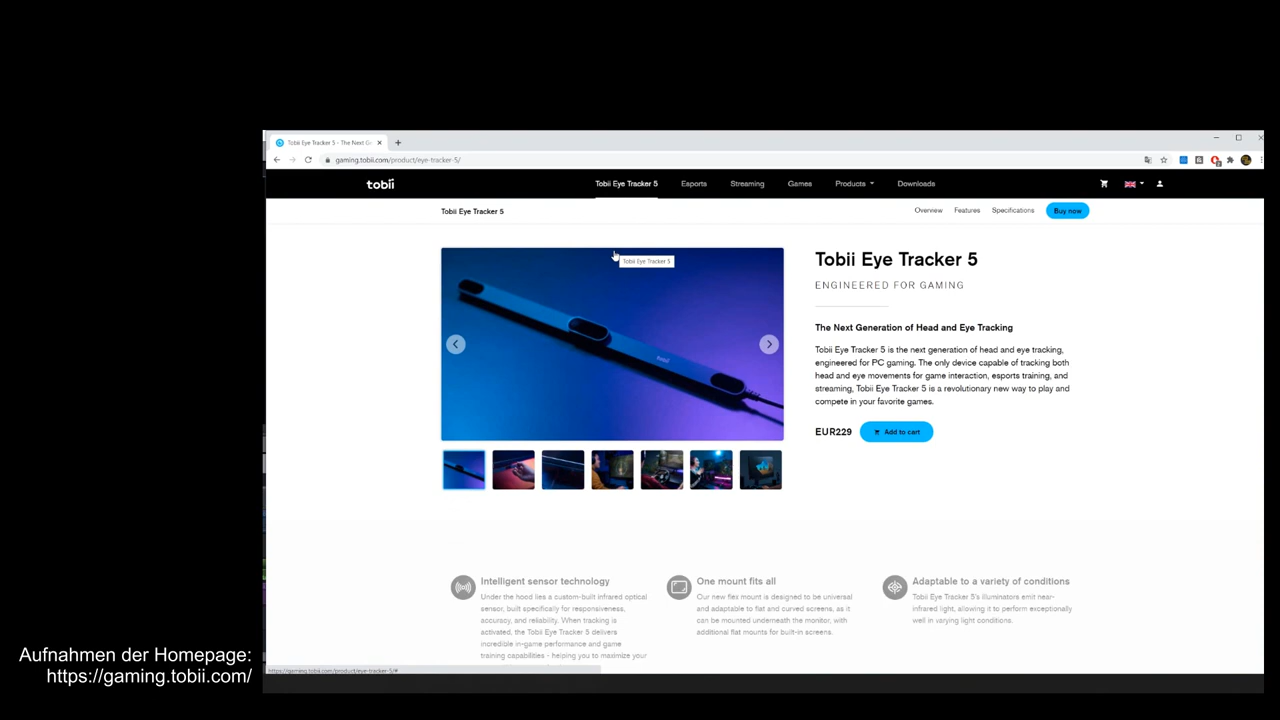 Tobii Eye Tracker 5 - The Next Ge
gaming.tobii.com/product/eye-tracker-5/
tobii
Tobii Eye Tracker 5
Esports
Streaming
Games
Products
Downloads
Tobii Eye Tracker 5
Overview
Features
Specifications
Buy now
Tobii Eye Tracker 5
tobii
Tobii Eye Tracker 5
ENGINEERED FOR GAMING
The Next Generation of Head and Eye Tracking
Tobii Eye Tracker 5 is the next generation of head and eye tracking,
engineered for PC gaming. The only device capable of tracking both
head and eye movements for game interaction, esports training, and
streaming, Tobii Eye Tracker 5 is a revolutionary new way to play and
compete in your favorite games.
EUR229
Add to cart
Intelligent sensor technology
Under the hood lies a custom-built infrared optical
sensor, built specifically for responsiveness,
accuracy, and reliability. When tracking is
activated, the Tobii Eye Tracker 5 delivers
incredible in-game performance and game
training capabilities - helping you to maximize your
One mount fits all
Our new flex mount is designed to be universal
and adaptable to flat and curved screens, as it
can be mounted underneath the monitor, with
additional flat mounts for built-in screens.
Adaptable to a variety of conditions
Tobii Eye Tracker 5's illuminators emit near-
infrared light, allowing it to perform exceptionally
well in varying light conditions.
https://gaming.tobii.com/product/eye-tracker-5/#
Aufnahmen der Homepage:
https://gaming.tobii.com/